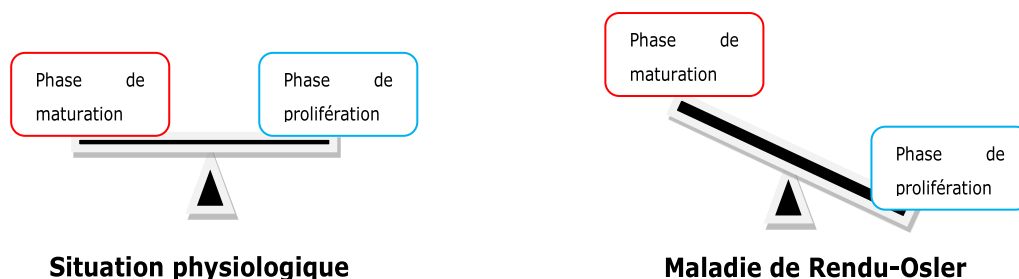 Phase de
maturation
Phase de
prolifération
Situation physiologique
Phase de
maturation
Phase de
prolifération
Maladie de Rendu-Osler